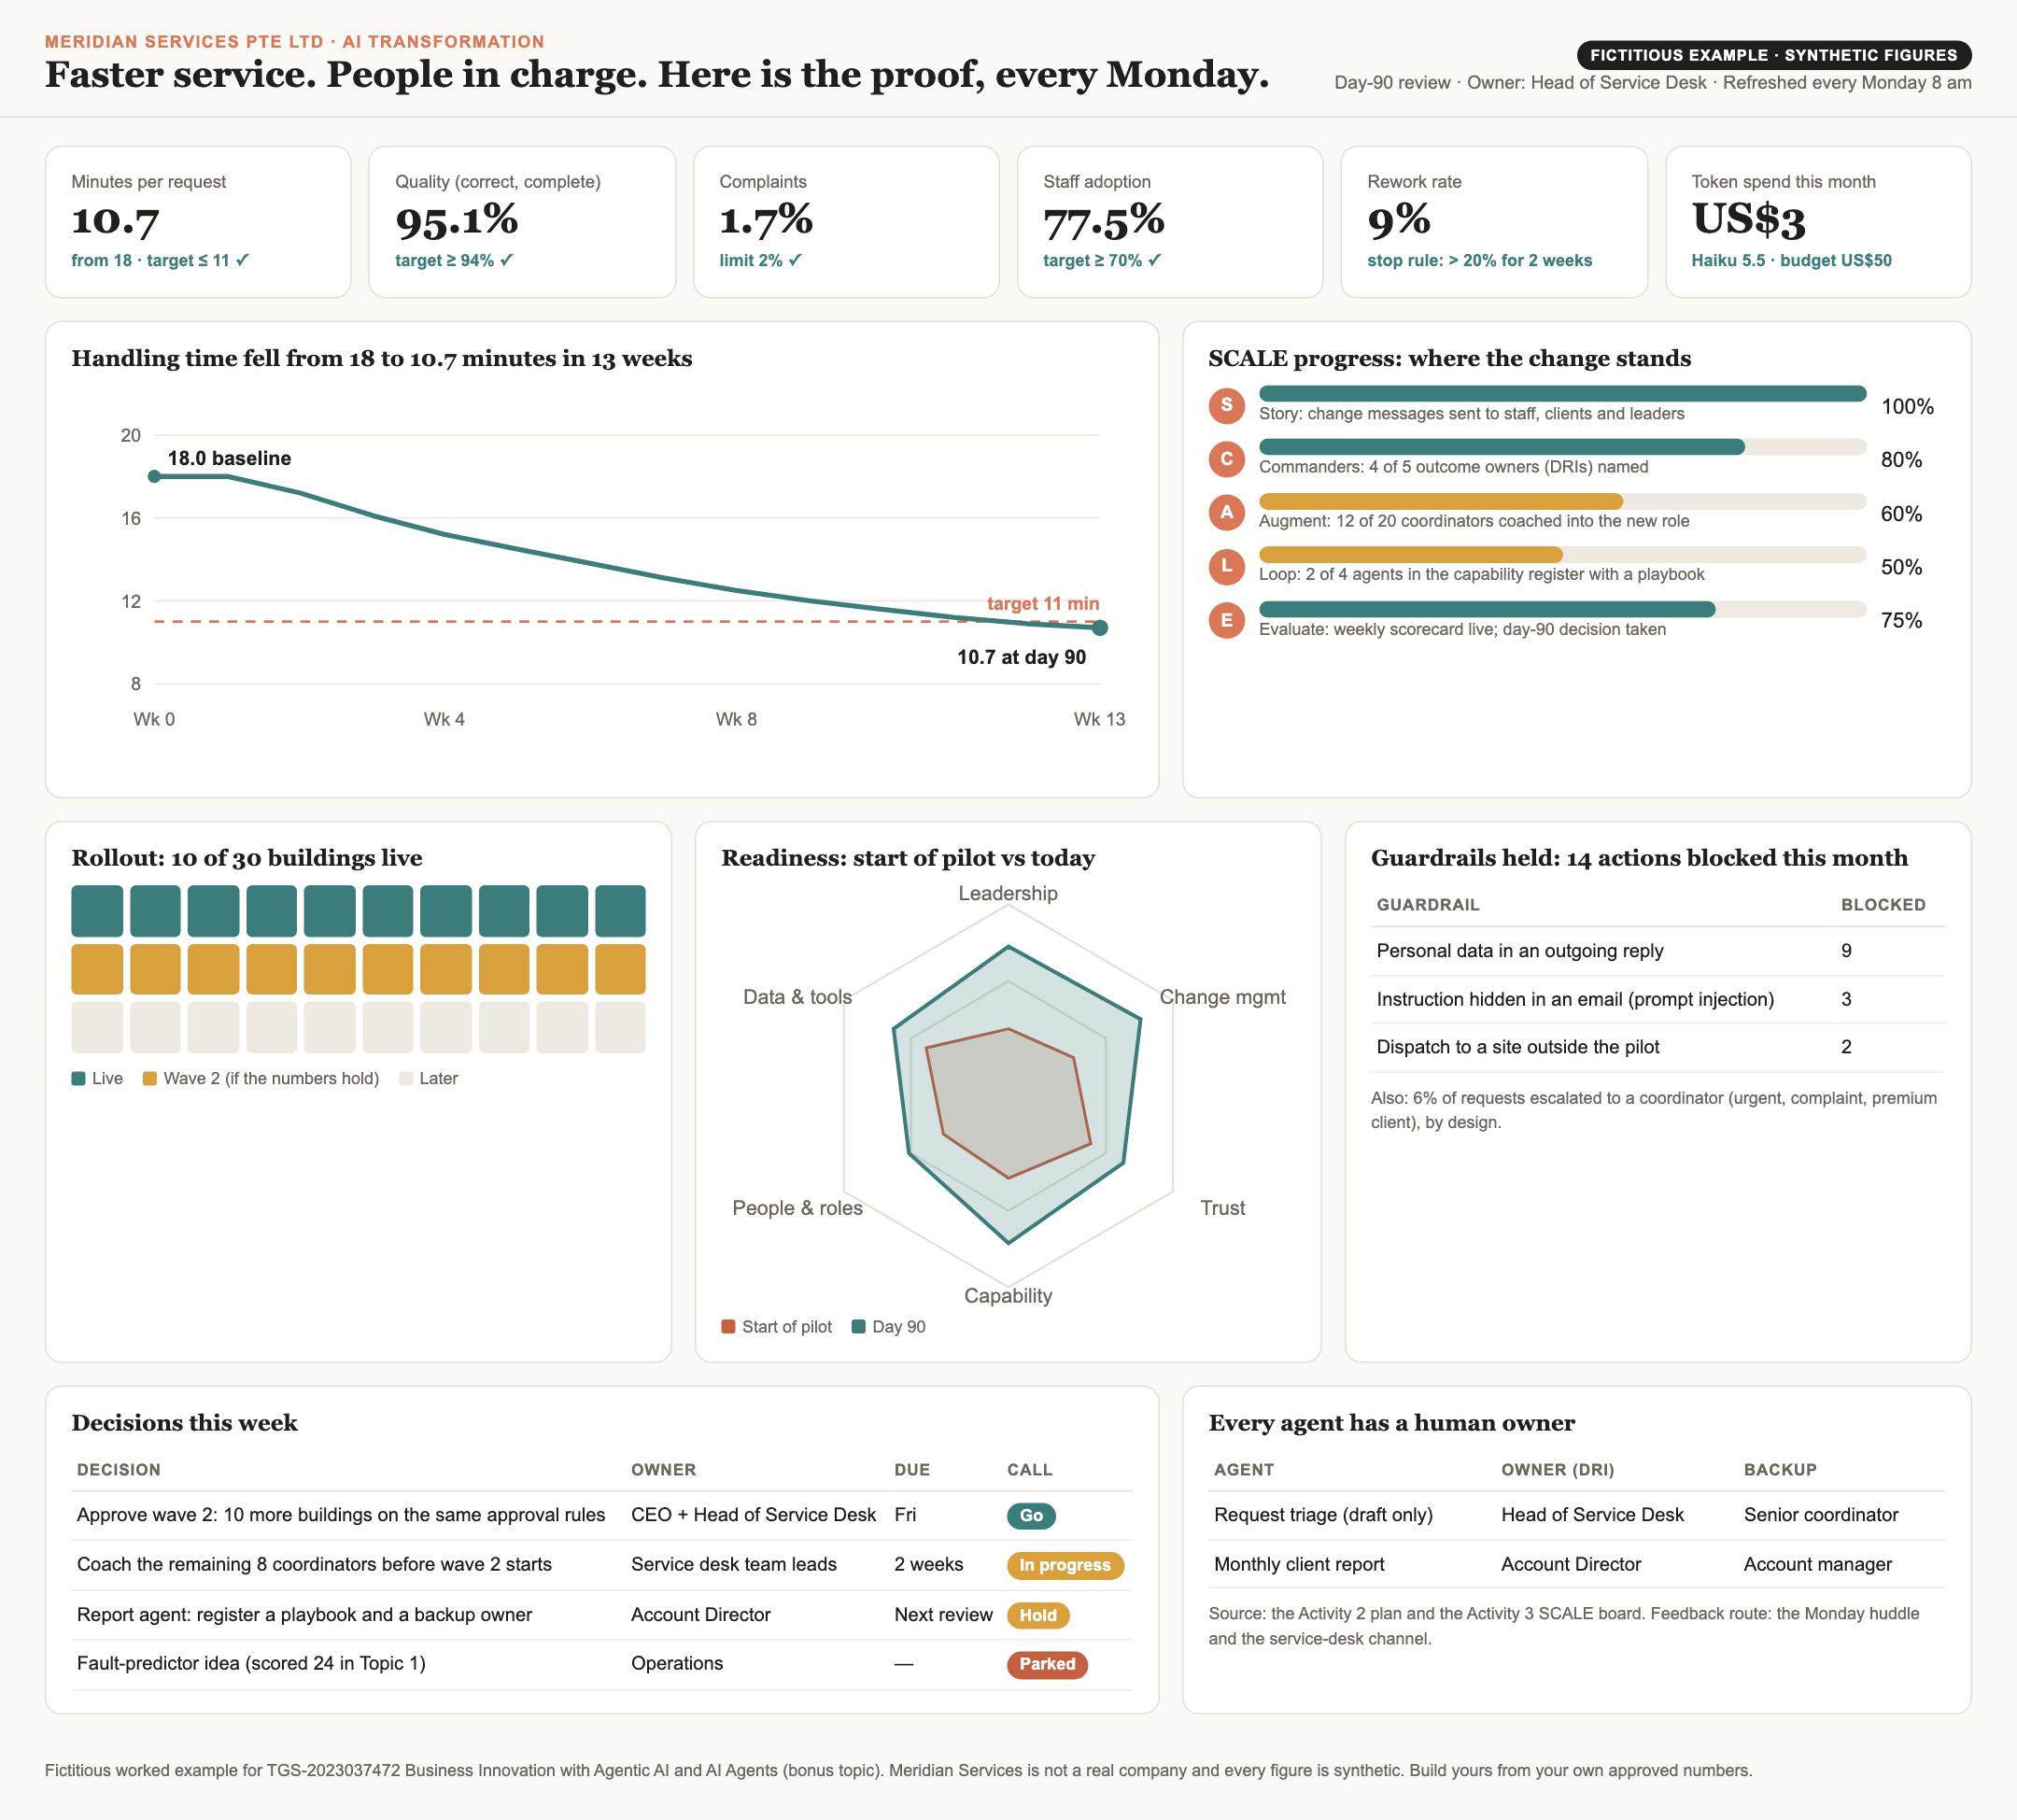 MERIDIAN SERVICES PTE LTD · AI TRANSFORMATION
Faster service. People in charge. Here is the proof, every Monday.
FICTITIOUS EXAMPLE · SYNTHETIC FIGURES
Day-90 review · Owner: Head of Service Desk · Refreshed every Monday 8 am
Minutes per request
10.7
from 18 · target ≤ 11 ✓
Quality (correct, complete)
95.1%
target ≥ 94% ✓
Complaints
1.7%
limit 2% ✓
Staff adoption
77.5%
target ≥ 70% ✓
Rework rate
9%
stop rule: > 20% for 2 weeks
Token spend this month
US$3
Haiku 5.5 · budget US$50
Handling time fell from 18 to 10.7 minutes in 13 weeks
20
18.0 baseline
16
12
target 11 min
10.7 at day 90
8
Wk 0
Wk 4
Wk 8
Wk 13
SCALE progress: where the change stands
S
100%
Story: change messages sent to staff, clients and leaders
C
80%
Commanders: 4 of 5 outcome owners (DRIs) named
A
60%
Augment: 12 of 20 coordinators coached into the new role
L
50%
Loop: 2 of 4 agents in the capability register with a playbook
E
75%
Evaluate: weekly scorecard live; day-90 decision taken
Rollout: 10 of 30 buildings live
Live
Wave 2 (if the numbers hold)
Later
Readiness: start of pilot vs today
Leadership
Data & tools
Change mgmt
People & roles
Trust
Capability
Start of pilot
Day 90
Guardrails held: 14 actions blocked this month
GUARDRAIL BLOCKED
Personal data in an outgoing reply 9
Instruction hidden in an email (prompt injection) 3
Dispatch to a site outside the pilot 2
Also: 6% of requests escalated to a coordinator (urgent, complaint, premium
client), by design.
Decisions this week
DECISION OWNER DUE CALL
Approve wave 2: 10 more buildings on the same approval rules CEO + Head of Service Desk Fri Go
Coach the remaining 8 coordinators before wave 2 starts Service desk team leads 2 weeks In progress
Report agent: register a playbook and a backup owner Account Director Next review Hold
Fault-predictor idea (scored 24 in Topic 1) Operations — Parked
Every agent has a human owner
AGENT OWNER (DRI) BACKUP
Request triage (draft only) Head of Service Desk Senior coordinator
Monthly client report Account Director Account manager
Source: the Activity 2 plan and the Activity 3 SCALE board. Feedback route: the Monday huddle
and the service-desk channel.
Fictitious worked example for TGS-2023037472 Business Innovation with Agentic AI and AI Agents (bonus topic). Meridian Services is not a real company and every figure is synthetic. Build yours from your own approved numbers.